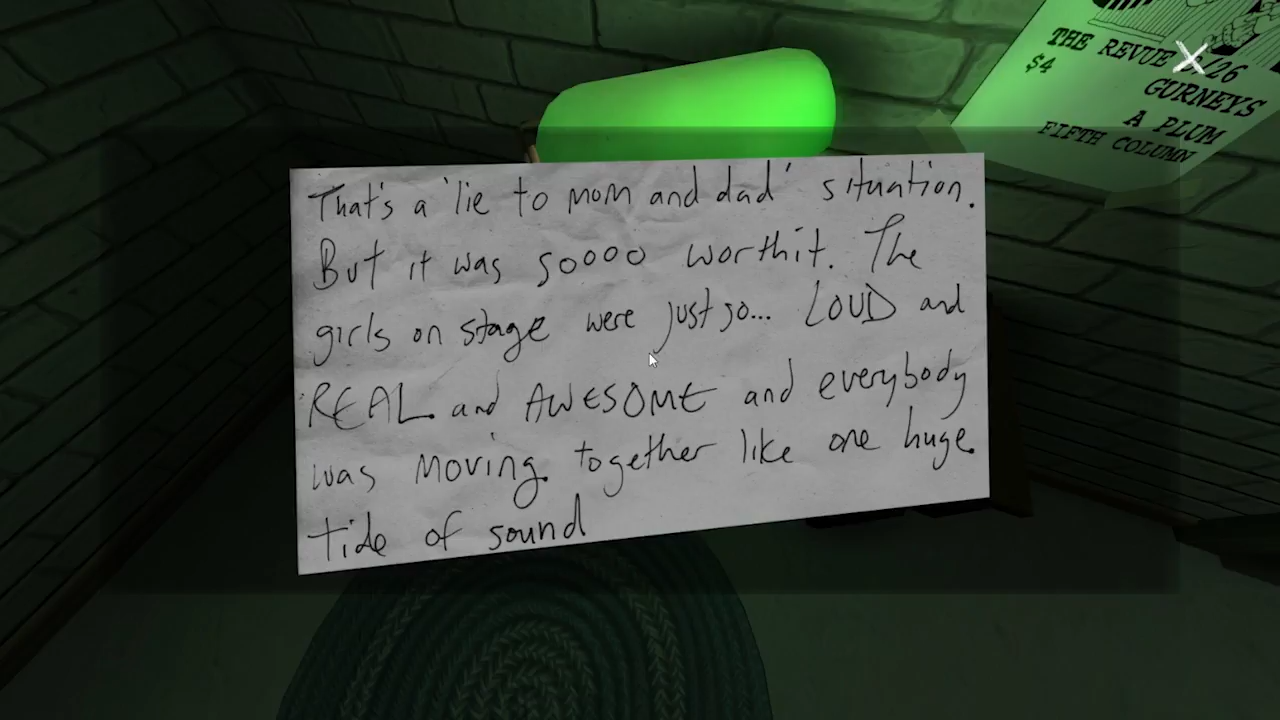 THE REVUE /26
$4
GURNEYS
A PLUM
FIFTH COLUMN
That's a 'lie to mom and dad' situation.
But it was soooo worthit. The
girls on stage were just so... LOUD and
REAL and AWESOME and everybody
was moving together like one huge
tide of sound